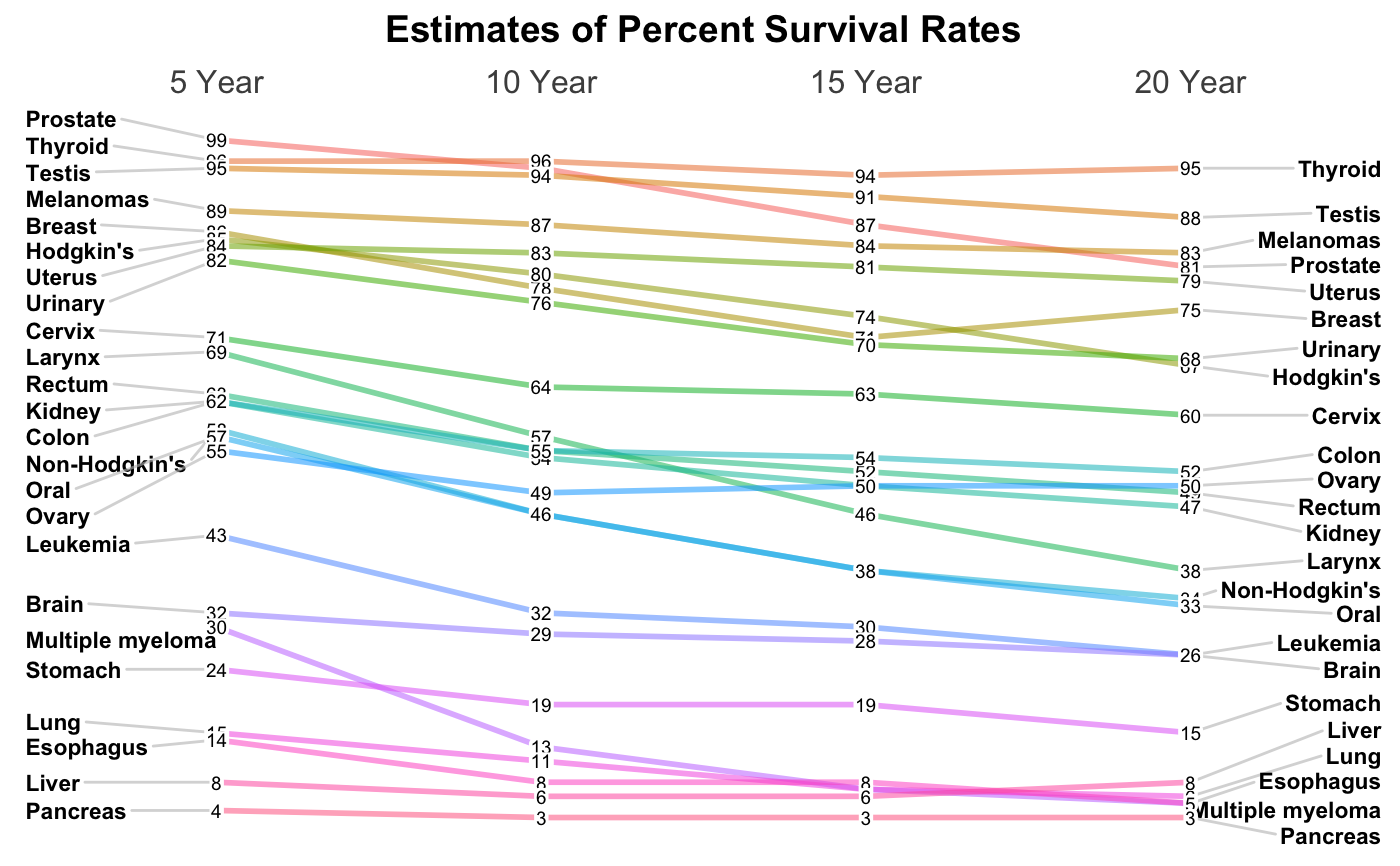 Estimates of Percent Survival Rates
5 Year 10 Year 15 Year 20 Year
Prostate
Thyroid
Testis
Melanomas
Breast
Hodgkin's
Uterus
Urinary
Cervix
Larynx
Rectum
Kidney
Colon
Non-Hodgkin's
Oral
Ovary
Leukemia
Brain
Multiple myeloma
Stomach
Lung
Esophagus
Liver
Pancreas
99
95
89
84
82
71
69
62
57
55
43
32
30
24
14
8
4
96
94
87
83
80
78
76
64
57
55
49
46
32
29
13
11
8
6
3
94
91
87
84
81
74
70
63
54
52
50
46
38
30
28
19
8
6
3
19
95
88
83
81
79
75
68
60
52
50
47
38
33
26
15
8
5
3
Thyroid
Testis
Melanomas
Prostate
Uterus
Breast
Urinary
Hodgkin's
Cervix
Colon
Ovary
Rectum
Kidney
Larynx
Non-Hodgkin's
Oral
Leukemia
Brain
Stomach
Liver
Lung
Esophagus
Multiple myeloma
Pancreas